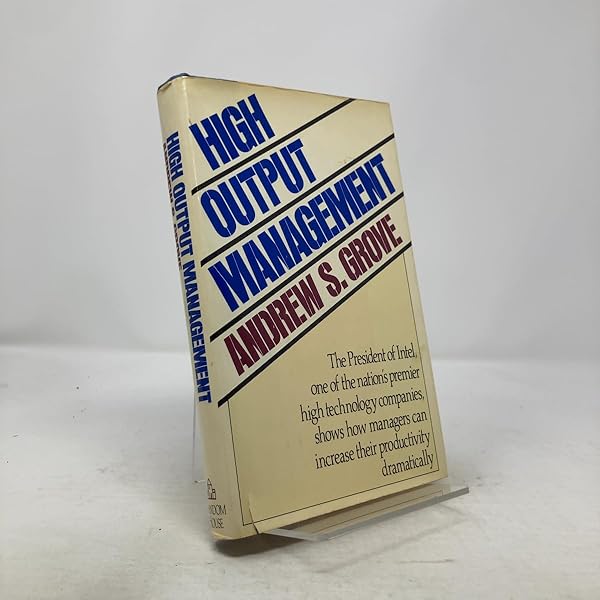 HIGH
OUTPUT
MANAGEMENT
ANDREW S. GROVE
The President of Intel,
one of the nation's premier
high technology companies,
shows how managers can
increase their productivity
dramatically
HIGH OUTPUT MANAGEMENT
HOUSE